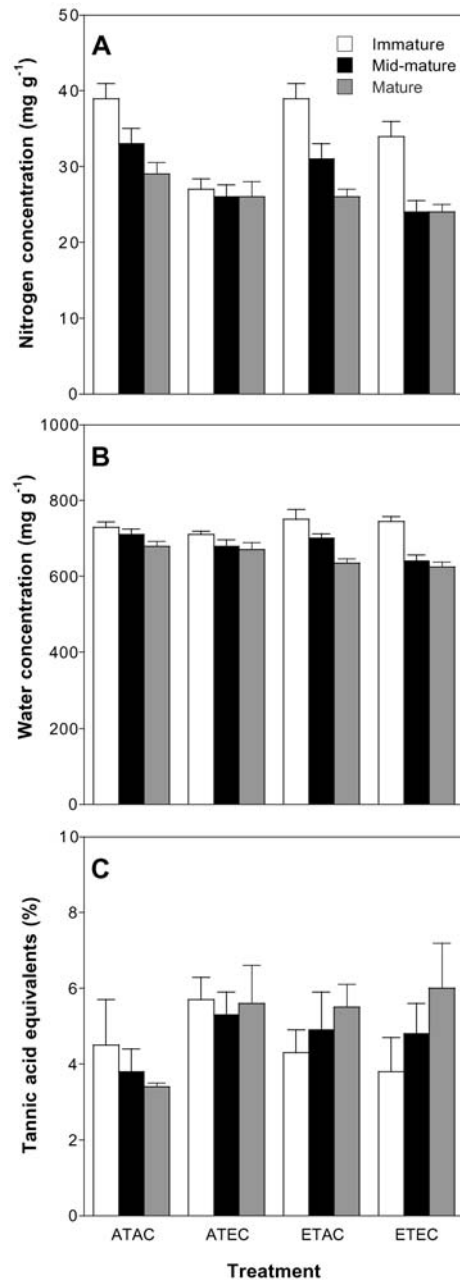 A
Immature
Mid-mature
Mature
Nitrogen concentration (mg g⁻¹)
50
40
30
20
10
0
B
Water concentration (mg g⁻¹)
1000
800
600
400
200
0
C
Tannic acid equivalents (%)
10
8
6
4
2
0
ATAC ATEC ETAC ETEC
Treatment